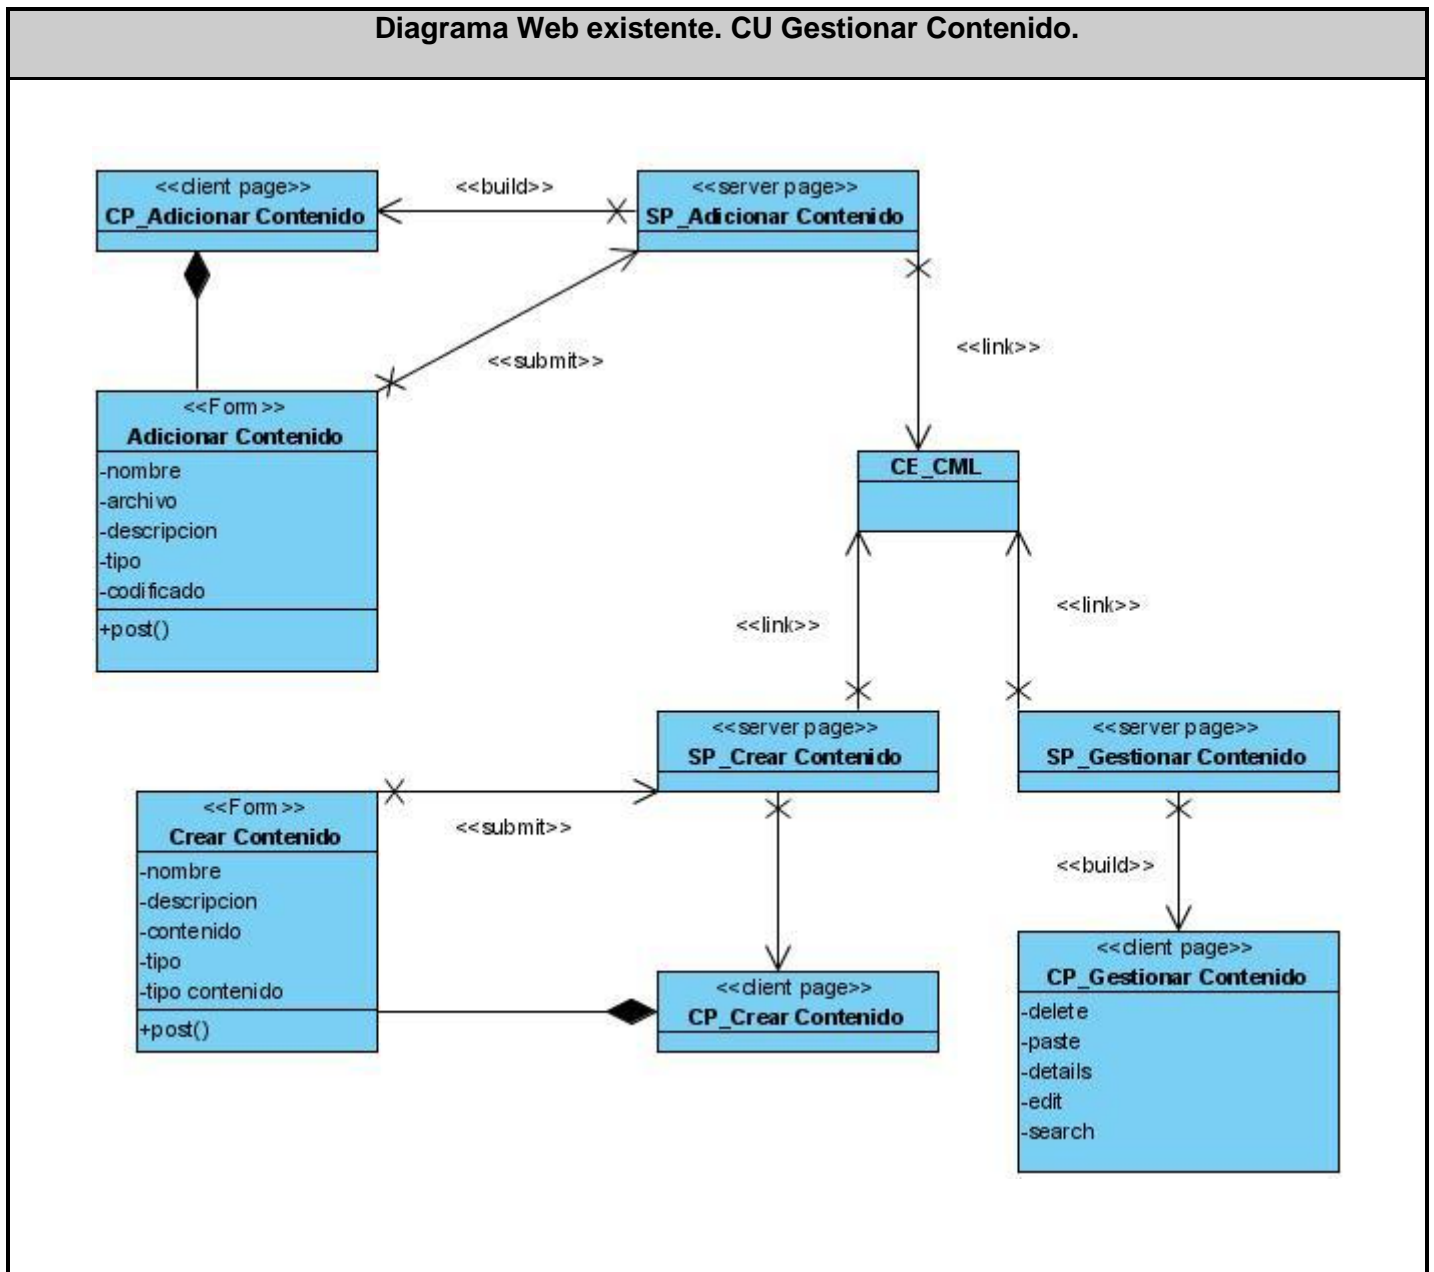 Diagrama Web existente. CU Gestionar Contenido.
<<client page>>
CP_Adicionar Contenido
<<build>>
<<server page>>
SP_Adicionar Contenido
<<submit>>
<<link>>
<<Form>>
Adicionar Contenido
-nombre
-archivo
-descripcion
-tipo
-codificado
+post()
CE_CML
<<link>>
<<link>>
<<server page>>
SP_Crear Contenido
<<server page>>
SP_Gestionar Contenido
<<Form>>
Crear Contenido
-nombre
-descripcion
-contenido
-tipo
-tipo contenido
+post()
<<submit>>
<<build>>
<<client page>>
CP_Crear Contenido
<<client page>>
CP_Gestionar Contenido
-delete
-paste
-details
-edit
-search